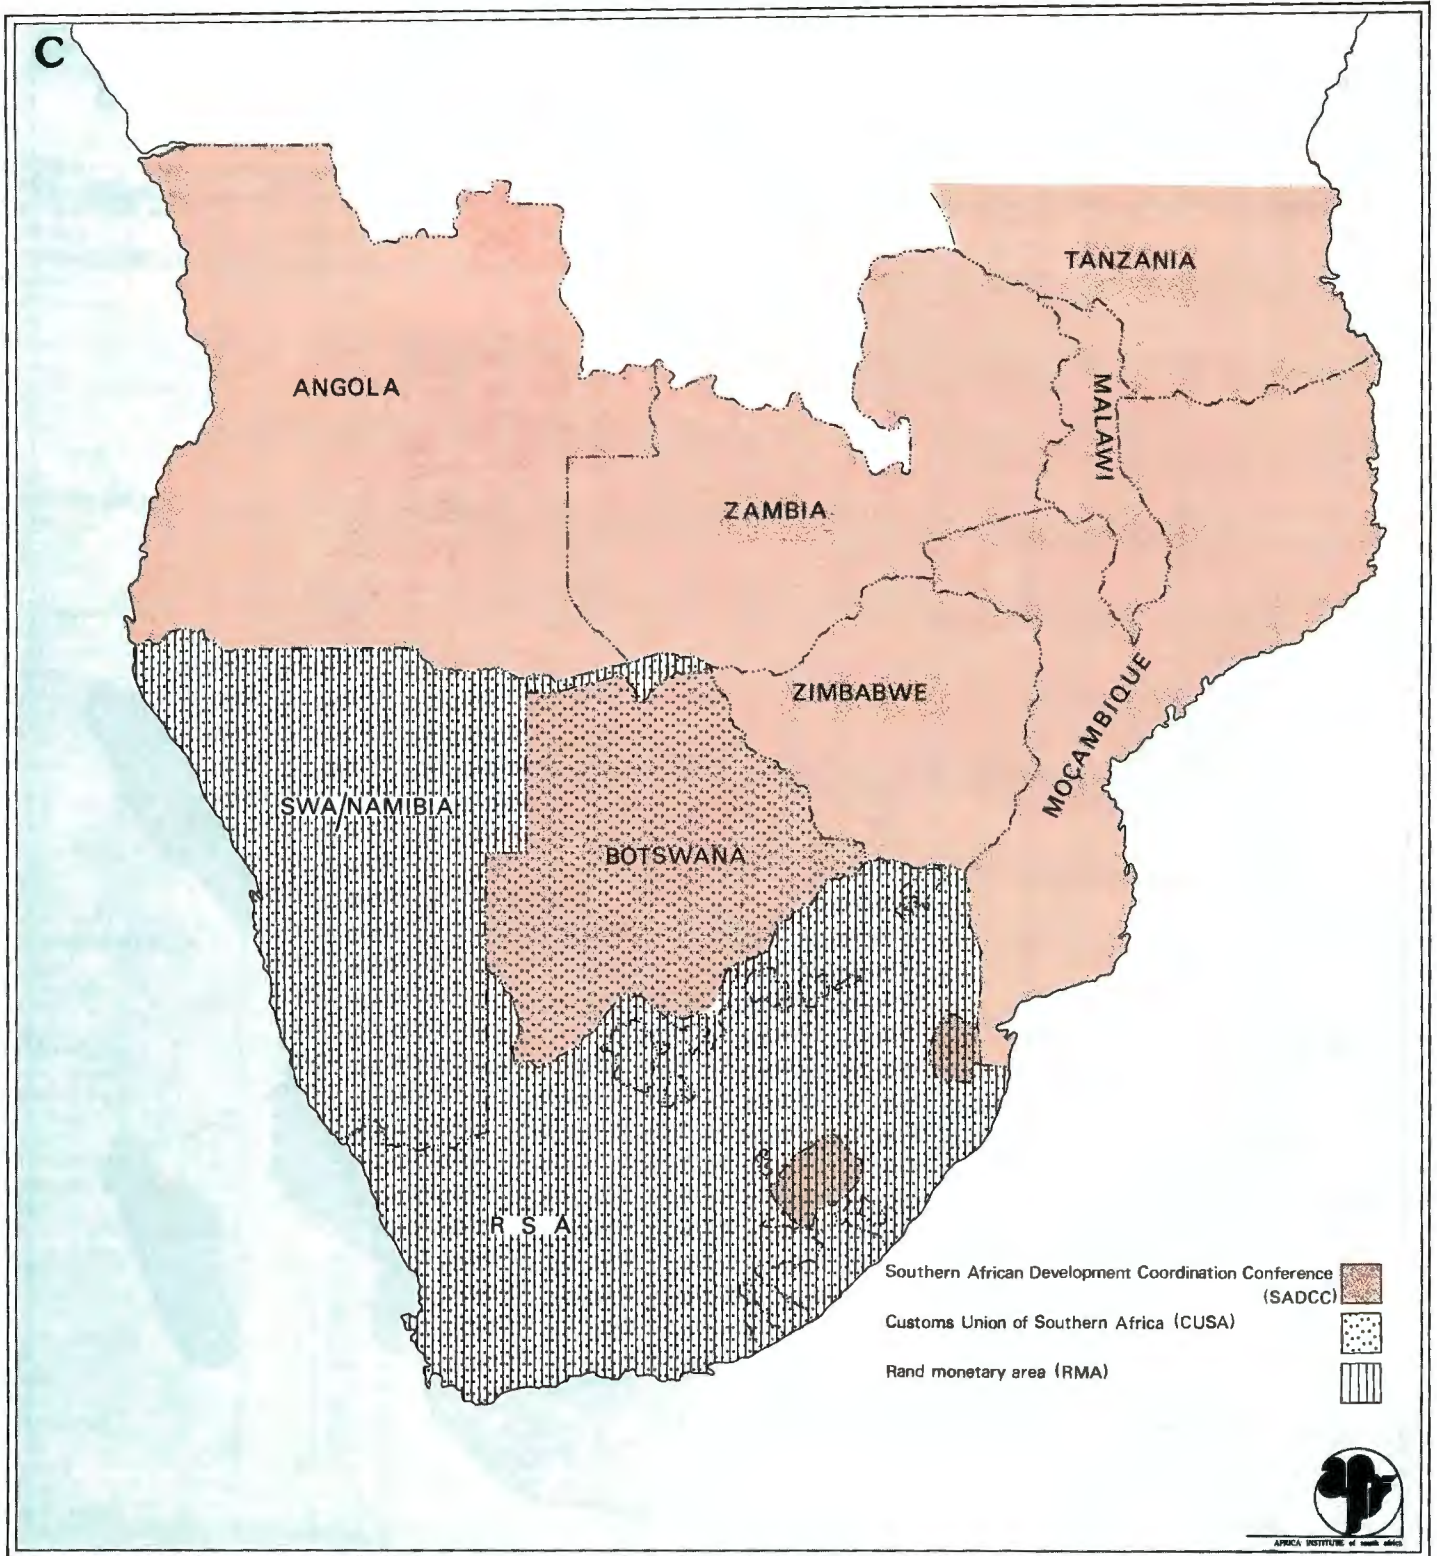 C
TANZANIA
ANGOLA
MALAWI
ZAMBIA
ZIMBABWE
MOÇAMBIQUE
SWA/NAMIBIA
BOTSWANA
R S A
Southern African Development Coordination Conference
(SADCC)
Customs Union of Southern Africa (CUSA)
Rand monetary area (RMA)
AFRICA INSTITUTE of south africa